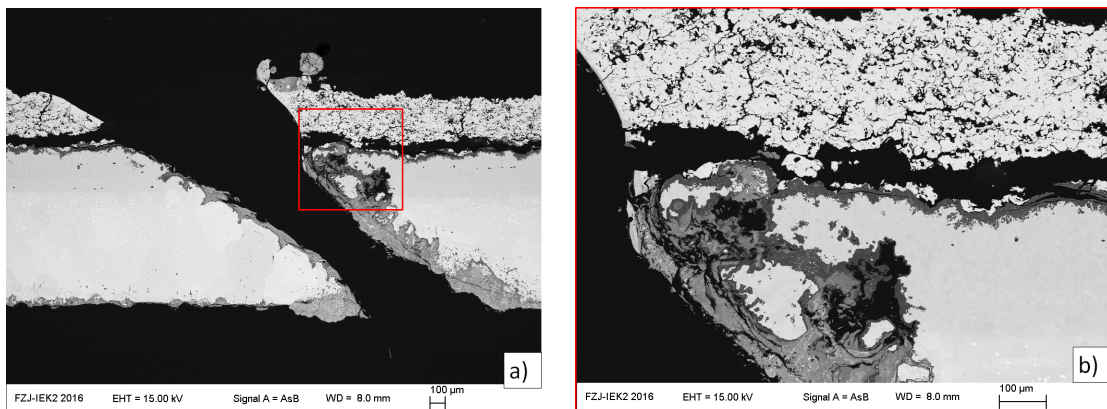 a)
100 µm
FZJ-IEK2 2016 EHT = 15.00 kV Signal A = AsB WD = 8.0 mm
b)
100 µm
FZJ-IEK2 2016 EHT = 15.00 kV Signal A = AsB WD = 8.0 mm